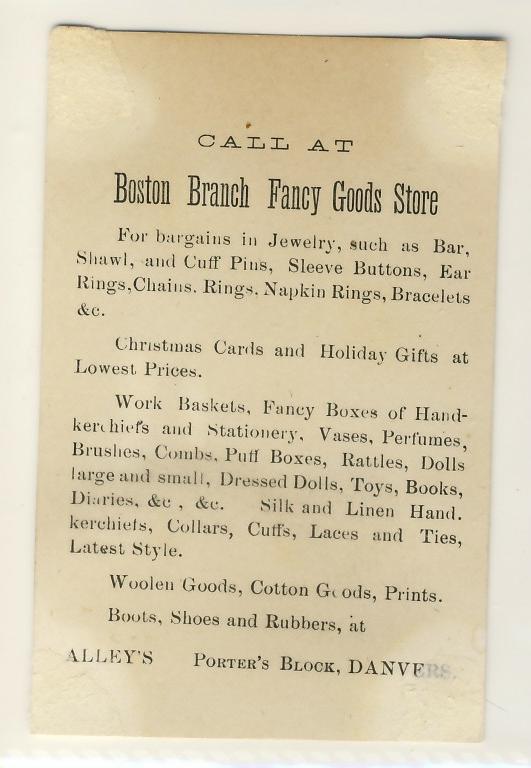 CALL AT
Boston Branch Fancy Goods Store
For bargains in Jewelry, such as Bar,
Shawl, and Cuff Pins, Sleeve Buttons, Ear
Rings,Chains. Rings. Napkin Rings, Bracelets
&c.
Christmas Cards and Holiday Gifts at
Lowest Prices.
Work Baskets, Fancy Boxes of Hand-
kerchiefs and Stationery, Vases, Perfumes,
Brushes, Combs, Puff Boxes, Rattles, Dolls
large and small, Dressed Dolls, Toys, Books,
Diaries, &c , &c. Silk and Linen Hand.
kerchiefs, Collars, Cuffs, Laces and Ties,
Latest Style.
Woolen Goods, Cotton Goods, Prints.
Boots, Shoes and Rubbers, at
ALLEY'S PORTER'S BLOCK, DANVERS.